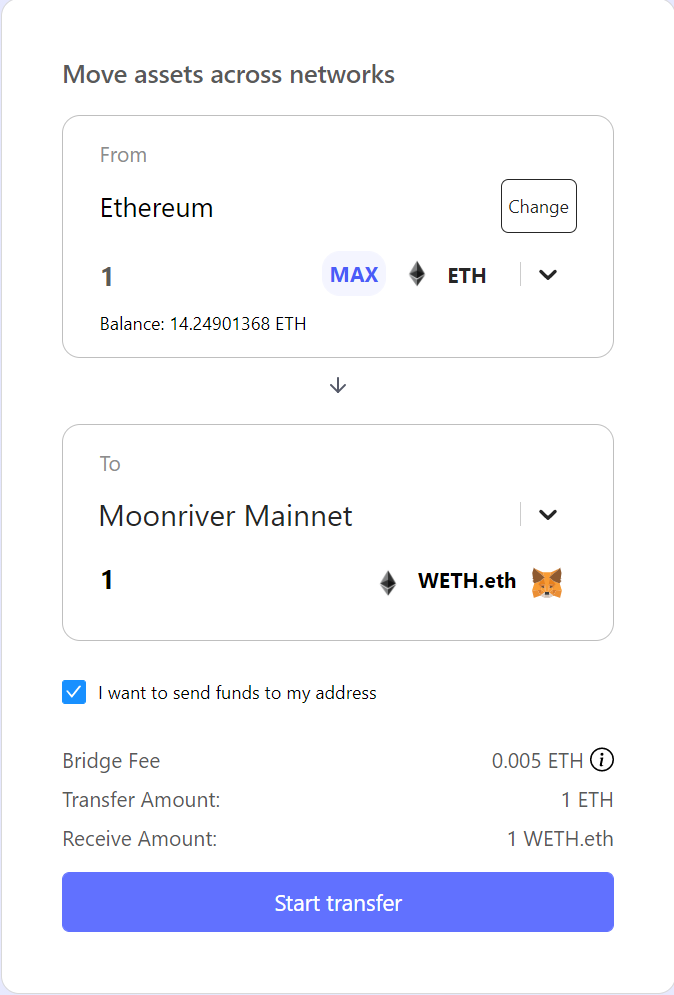 Move assets across networks
From
Ethereum
Change
1 MAX ETH
Balance: 14.24901368 ETH
To
Moonriver Mainnet
1 WETH.eth
I want to send funds to my address
Bridge Fee 0.005 ETH i
Transfer Amount: 1 ETH
Receive Amount: 1 WETH.eth
Start transfer